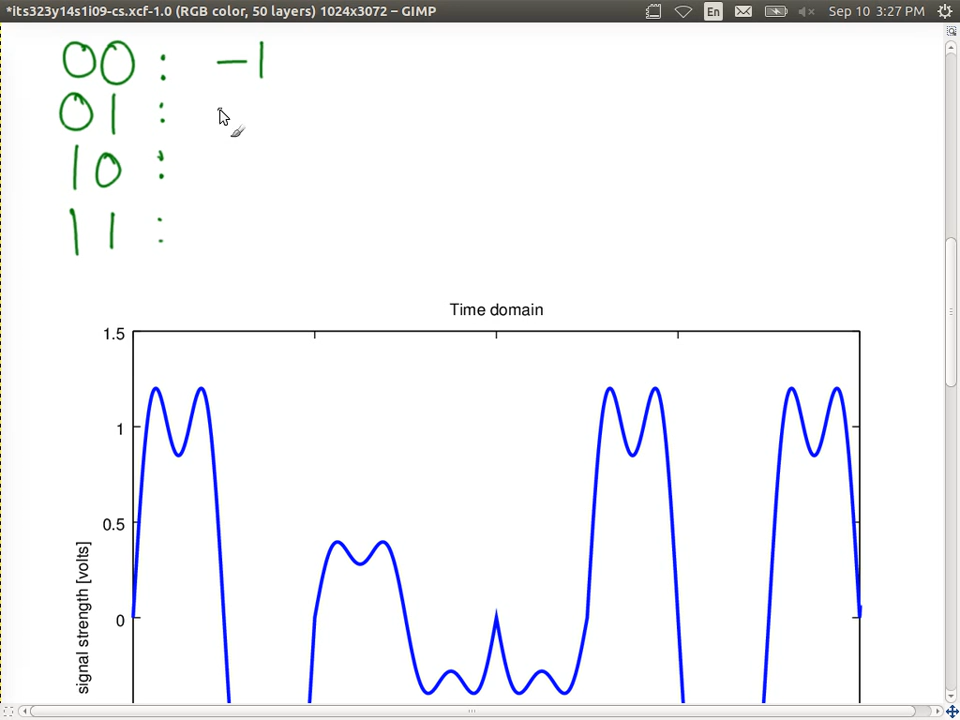 *its323y14s1i09-cs.xcf-1.0 (RGB color, 50 layers) 1024x3072 – GIMP
En
Sep 10 3:27 PM
00 : -1
01 :
10 :
11 :
Time domain
1.5
1
0.5
0
signal strength [volts]